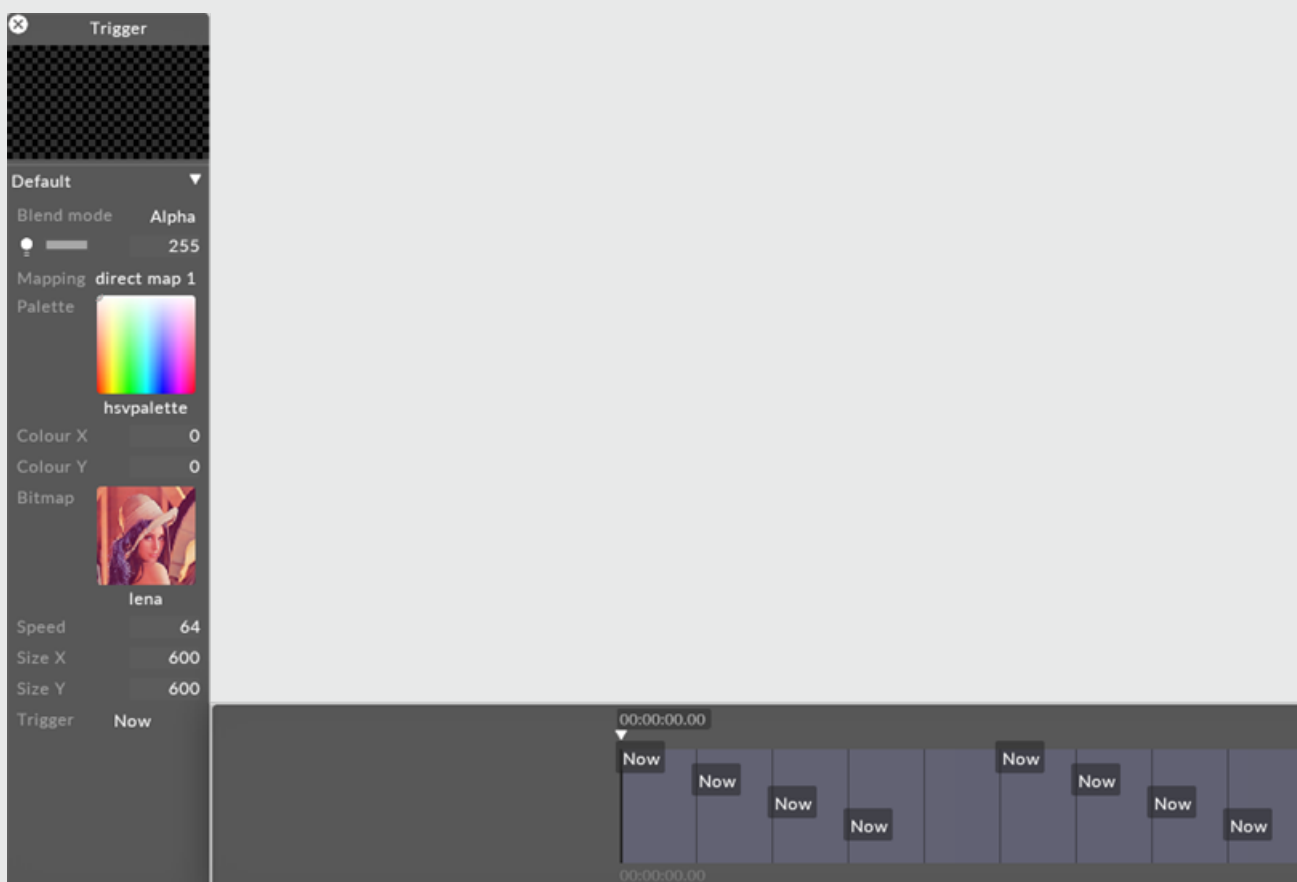 Trigger
Default
Blend mode Alpha
255
Mapping direct map 1
Palette
hsvpalette
Colour X 0
Colour Y 0
Bitmap
lena
Speed 64
Size X 600
Size Y 600
Trigger Now
00:00:00.00
Now Now
Now Now
Now Now
Now Now
00:00:00.00